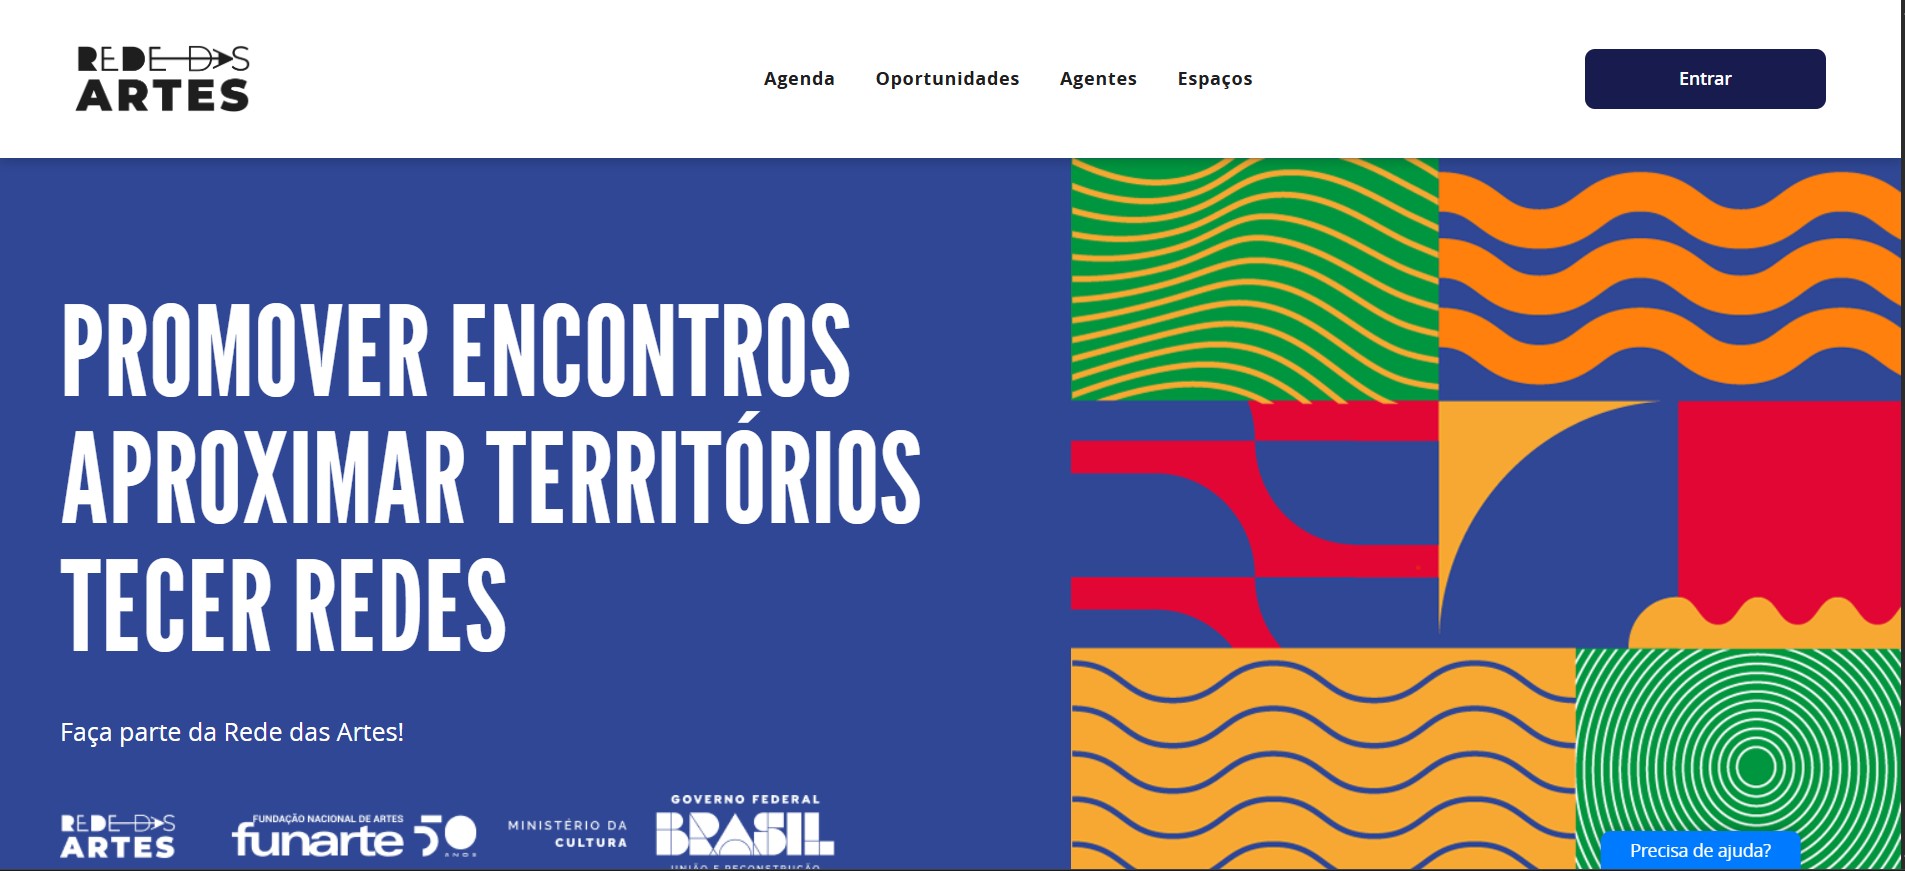 REDE DAS
ARTES
Agenda
Oportunidades
Agentes
Espaços
Entrar
PROMOVER ENCONTROS
APROXIMAR TERRITÓRIOS
TECER REDES
Faça parte da Rede das Artes!
REDE DAS
ARTES
FUNDAÇÃO NACIONAL DE ARTES
funarte 50
ANOS
MINISTÉRIO DA
CULTURA
GOVERNO FEDERAL
BRASIL
UNIÃO E RECONSTRUÇÃO
Precisa de ajuda?